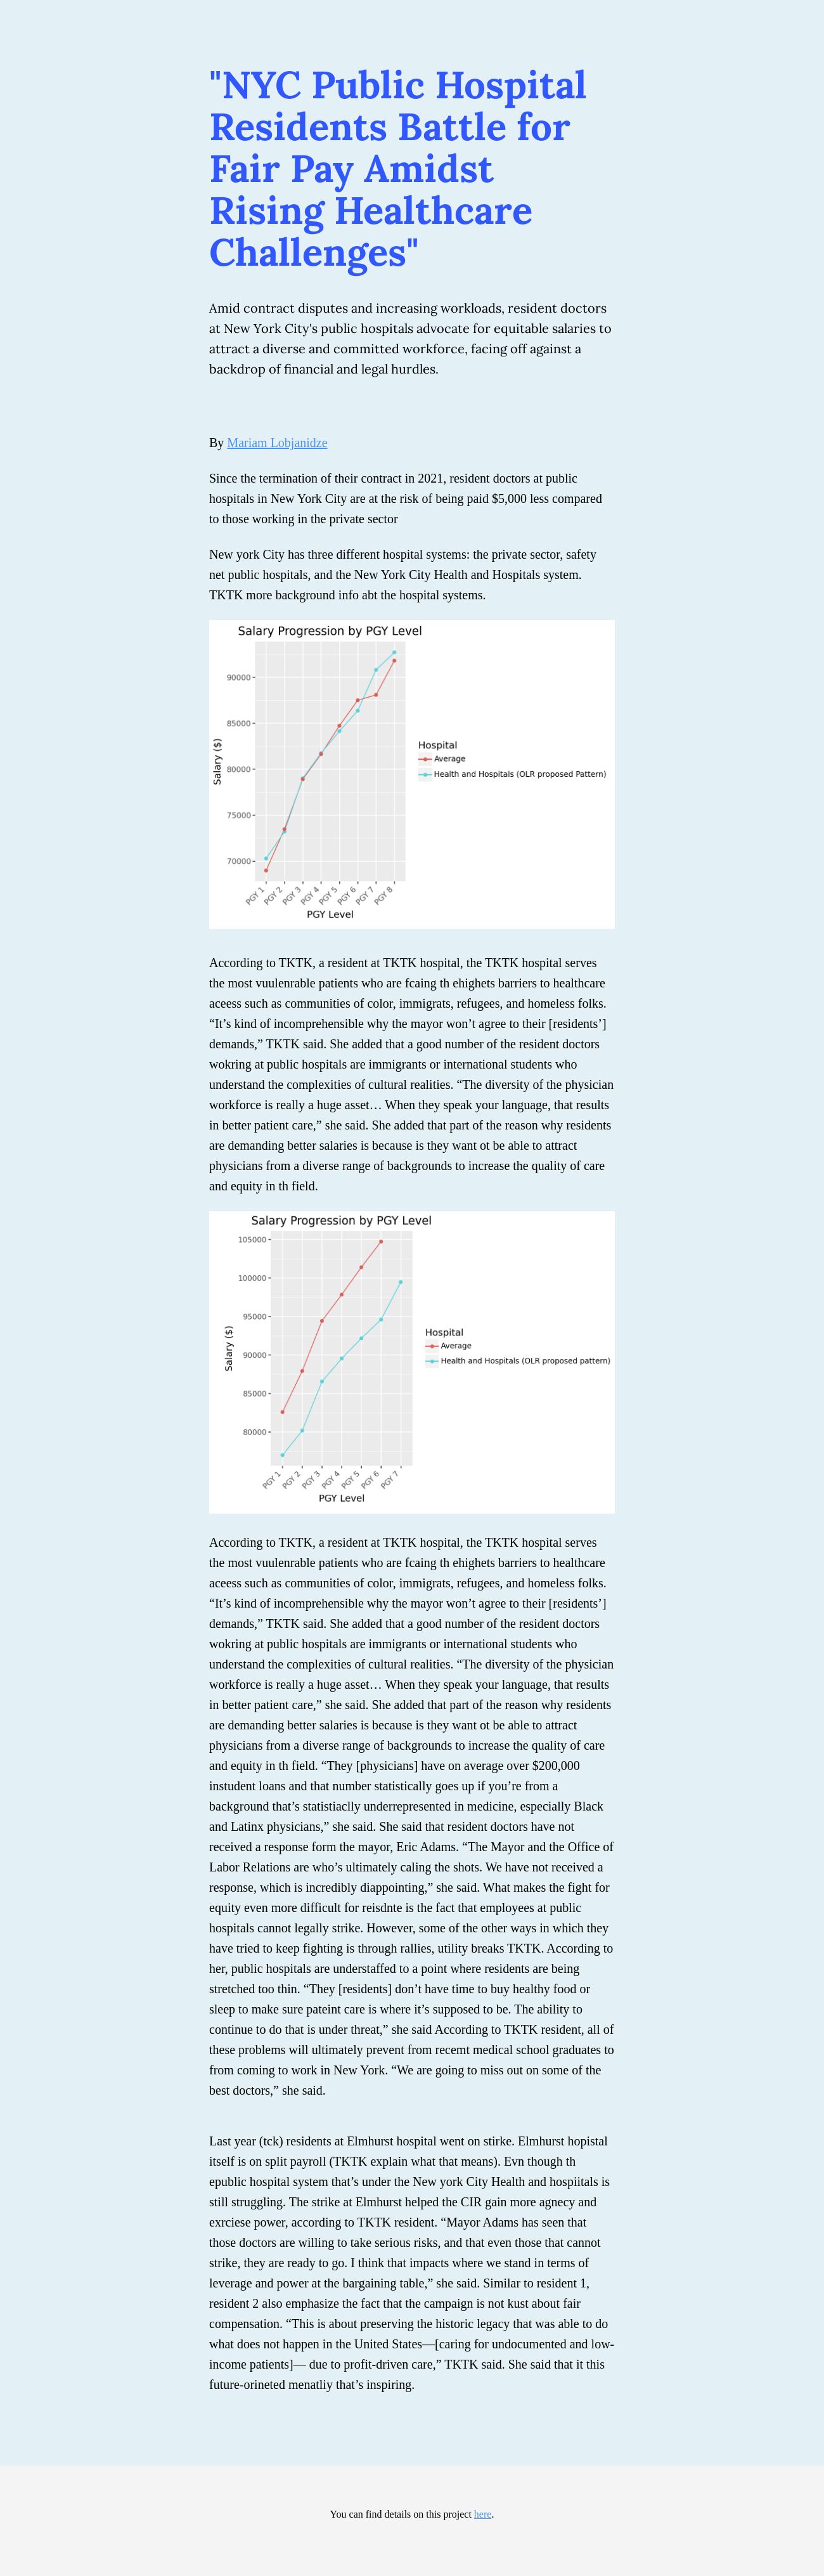 "NYC Public Hospital
Residents Battle for
Fair Pay Amidst
Rising Healthcare
Challenges"
Amid contract disputes and increasing workloads, resident doctors
at New York City's public hospitals advocate for equitable salaries to
attract a diverse and committed workforce, facing off against a
backdrop of financial and legal hurdles.
By Mariam Lobjanidze
Since the termination of their contract in 2021, resident doctors at public
hospitals in New York City are at the risk of being paid $5,000 less compared
to those working in the private sector
New york City has three different hospital systems: the private sector, safety
net public hospitals, and the New York City Health and Hospitals system.
TKTK more background info abt the hospital systems.
Salary Progression by PGY Level
90000
85000
80000
75000
70000
Salary ($)
PGY 1
PGY 2
PGY 3
PGY 4
PGY 5
PGY 6
PGY 7
PGY 8
PGY Level
Hospital
Average
Health and Hospitals (OLR proposed Pattern)
According to TKTK, a resident at TKTK hospital, the TKTK hospital serves
the most vuulenrable patients who are fcaing th ehighets barriers to healthcare
aceess such as communities of color, immigrats, refugees, and homeless folks.
“It’s kind of incomprehensible why the mayor won’t agree to their [residents’]
demands,” TKTK said. She added that a good number of the resident doctors
wokring at public hospitals are immigrants or international students who
understand the complexities of cultural realities. “The diversity of the physician
workforce is really a huge asset… When they speak your language, that results
in better patient care,” she said. She added that part of the reason why residents
are demanding better salaries is because is they want ot be able to attract
physicians from a diverse range of backgrounds to increase the quality of care
and equity in th field.
Salary Progression by PGY Level
105000
100000
95000
90000
85000
80000
Salary ($)
PGY 1
PGY 2
PGY 3
PGY 4
PGY 5
PGY 6
PGY 7
PGY Level
Hospital
Average
Health and Hospitals (OLR proposed pattern)
According to TKTK, a resident at TKTK hospital, the TKTK hospital serves
the most vuulenrable patients who are fcaing th ehighets barriers to healthcare
aceess such as communities of color, immigrats, refugees, and homeless folks.
“It’s kind of incomprehensible why the mayor won’t agree to their [residents’]
demands,” TKTK said. She added that a good number of the resident doctors
wokring at public hospitals are immigrants or international students who
understand the complexities of cultural realities. “The diversity of the physician
workforce is really a huge asset… When they speak your language, that results
in better patient care,” she said. She added that part of the reason why residents
are demanding better salaries is because is they want ot be able to attract
physicians from a diverse range of backgrounds to increase the quality of care
and equity in th field. “They [physicians] have on average over $200,000
instudent loans and that number statistically goes up if you’re from a
background that’s statistiaclly underrepresented in medicine, especially Black
and Latinx physicians,” she said. She said that resident doctors have not
received a response form the mayor, Eric Adams. “The Mayor and the Office of
Labor Relations are who’s ultimately caling the shots. We have not received a
response, which is incredibly diappointing,” she said. What makes the fight for
equity even more difficult for reisdnte is the fact that employees at public
hospitals cannot legally strike. However, some of the other ways in which they
have tried to keep fighting is through rallies, utility breaks TKTK. According to
her, public hospitals are understaffed to a point where residents are being
stretched too thin. “They [residents] don’t have time to buy healthy food or
sleep to make sure pateint care is where it’s supposed to be. The ability to
continue to do that is under threat,” she said According to TKTK resident, all of
these problems will ultimately prevent from recemt medical school graduates to
from coming to work in New York. “We are going to miss out on some of the
best doctors,” she said.
Last year (tck) residents at Elmhurst hospital went on stirke. Elmhurst hopistal
itself is on split payroll (TKTK explain what that means). Evn though th
epublic hospital system that’s under the New york City Health and hospiitals is
still struggling. The strike at Elmhurst helped the CIR gain more agnecy and
exrciese power, according to TKTK resident. “Mayor Adams has seen that
those doctors are willing to take serious risks, and that even those that cannot
strike, they are ready to go. I think that impacts where we stand in terms of
leverage and power at the bargaining table,” she said. Similar to resident 1,
resident 2 also emphasize the fact that the campaign is not kust about fair
compensation. “This is about preserving the historic legacy that was able to do
what does not happen in the United States—[caring for undocumented and low-
income patients]— due to profit-driven care,” TKTK said. She said that it this
future-orineted menatliy that’s inspiring.
You can find details on this project here.